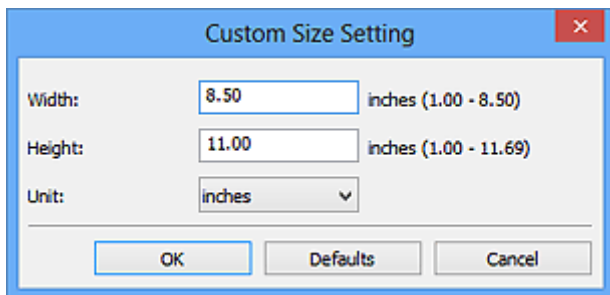 Custom Size Setting
Width: 8.50 inches (1.00 - 8.50)
Height: 11.00 inches (1.00 - 11.69)
Unit: inches
OK Defaults Cancel